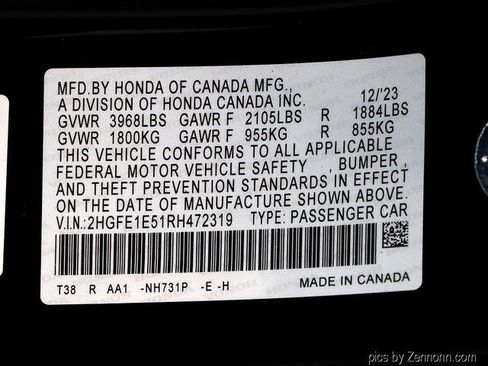 MFD.BY HONDA OF CANADA MFG.,
A DIVISION OF HONDA CANADA INC. 12/'23
GVWR 3968LBS GAWR F 2105LBS R 1884LBS
GVWR 1800KG GAWR F 955KG R 855KG
THIS VEHICLE CONFORMS TO ALL APPLICABLE
FEDERAL MOTOR VEHICLE SAFETY , BUMPER ,
AND THEFT PREVENTION STANDARDS IN EFFECT
ON THE DATE OF MANUFACTURE SHOWN ABOVE.
V.I.N.:2HGFE1E51RH472319 TYPE: PASSENGER CAR
T38 R AA1 -NH731P -E -H MADE IN CANADA
pics by Zennonn.com